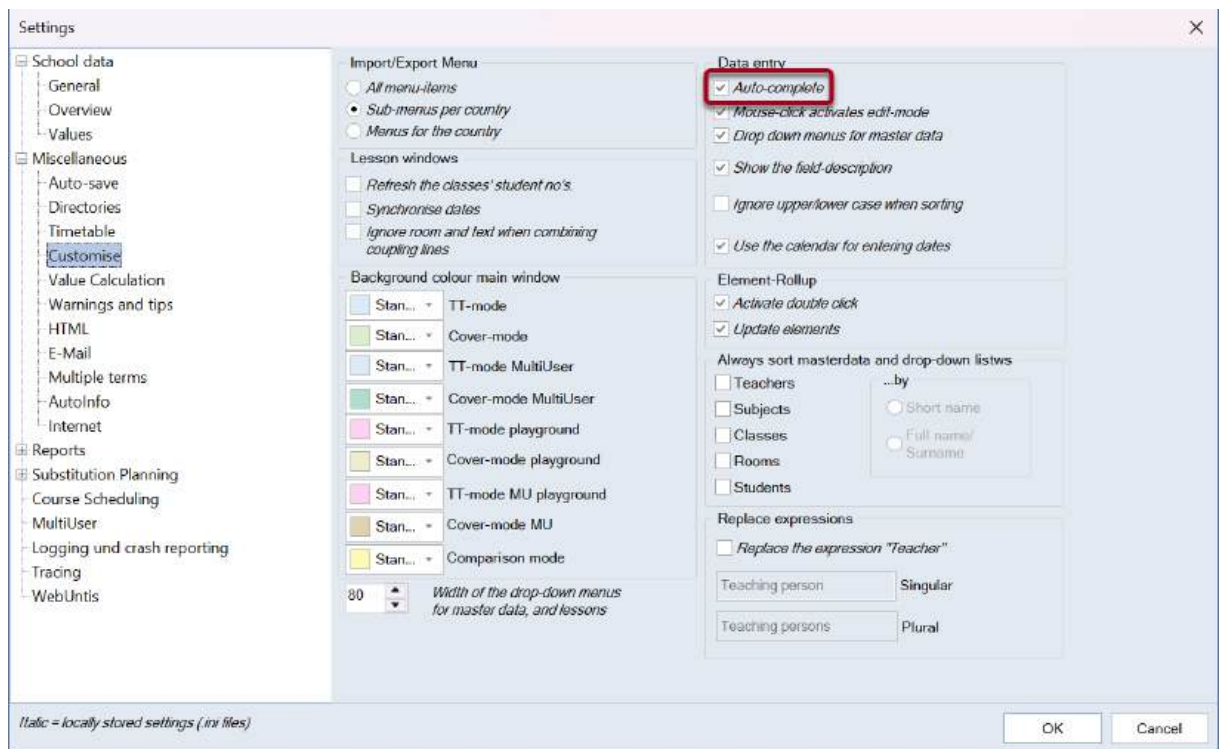 Settings
School data
General
Overview
Values
Miscellaneous
Auto-save
Directories
Timetable
Customise
Value Calculation
Warnings and tips
HTML
E-Mail
Multiple terms
AutoInfo
Internet
Reports
Substitution Planning
Course Scheduling
MultiUser
Logging und crash reporting
Tracing
WebUntis
Import/Export Menu
All menu-items
Sub-menus per country
Menus for the country
Lesson windows
Refresh the classes' student no's.
Synchronise dates
Ignore room and text when combining
coupling lines
Background colour main window
Stan... TT-mode
Stan... Cover-mode
Stan... TT-mode MultiUser
Stan... Cover-mode MultiUser
Stan... TT-mode playground
Stan... Cover-mode playground
Stan... TT-mode MU playground
Stan... Cover-mode MU
Stan... Comparison mode
80 Width of the drop-down menus
for master data, and lessons
Data entry
Auto-complete
Mouse-click activates edit-mode
Drop down menus for master data
Show the field-description
Ignore upper/lower case when sorting
Use the calendar for entering dates
Element-Rollup
Activate double click
Update elements
Always sort masterdata and drop-down listws
Teachers
Subjects
Classes
Rooms
Students
...by
Short name
Full name/
Surname
Replace expressions
Replace the expression "Teacher"
Teaching person Singular
Teaching persons Plural
Italic = locally stored settings (.ini files)
OK Cancel